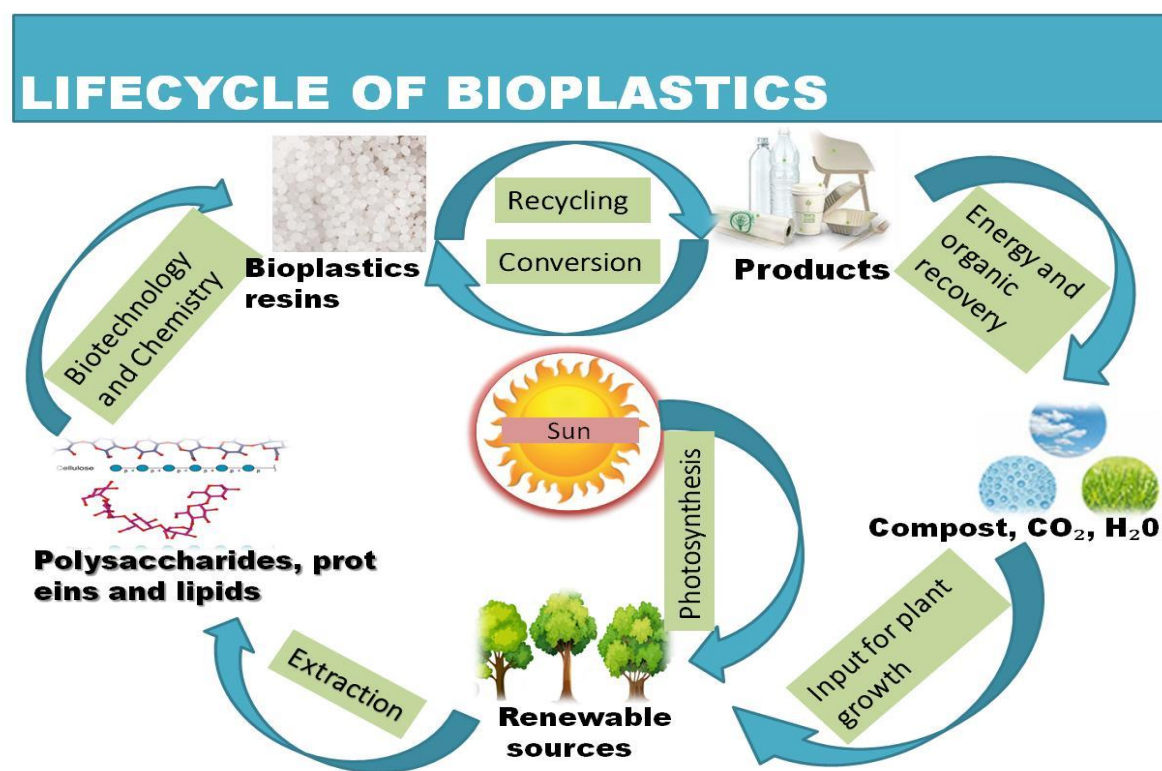 LIFECYCLE OF BIOPLASTICS
Recycling
Conversion
Bioplastics
resins
Products
Energy and
organic
recovery
Biotechnology
and Chemistry
Sun
Photosynthesis
Cellulose
Compost, CO₂, H₂0
Polysaccharides, prot
eins and lipids
Input for plant
growth
Extraction
Renewable
sources